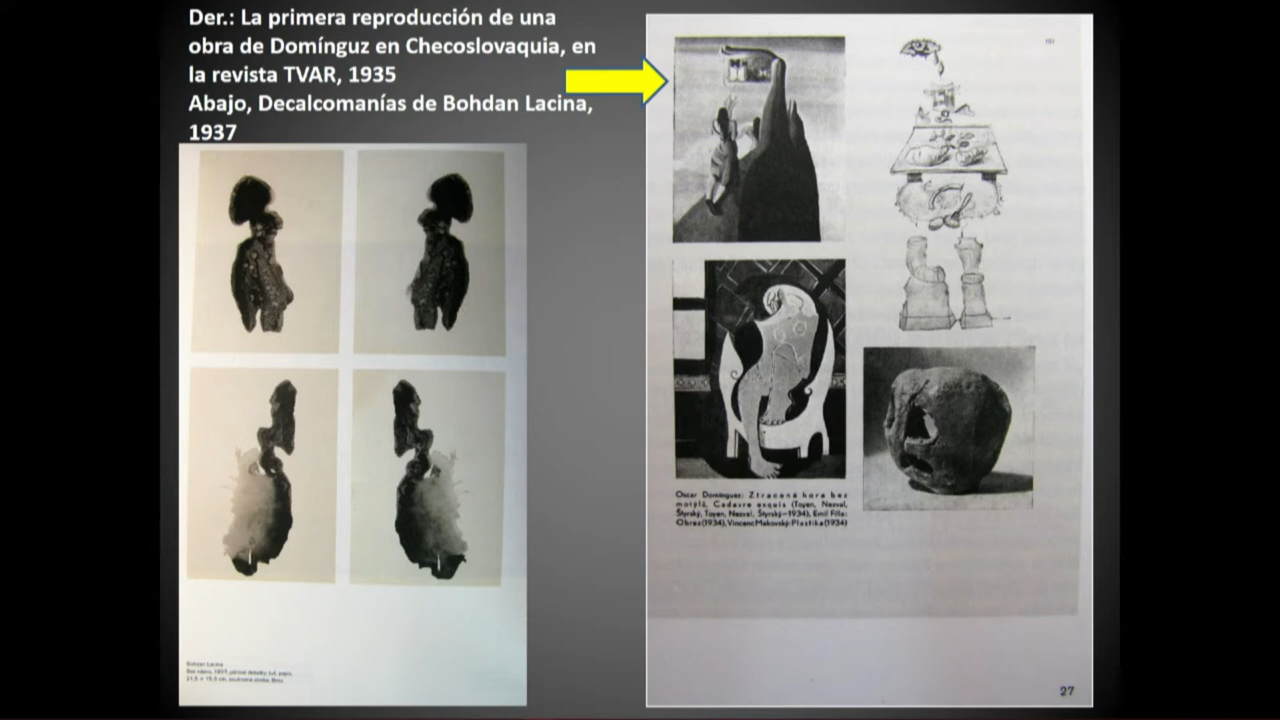 Der.: La primera reproducción de una
obra de Domínguz en Checoslovaquia, en
la revista TVAR, 1935
Abajo, Decalcomanías de Bohdan Lacina,
1937
Oscar Dominguez: Ztracená hora bez
motýlů, Cadavre exquis (Toyen, Nezval,
Štyrský, Toyen, Nezval, Štyrský—1934), Emil Filla:
Obraz (1934), Vincenc Makovský: Plastika (1934)
27
Bohdan Lacina